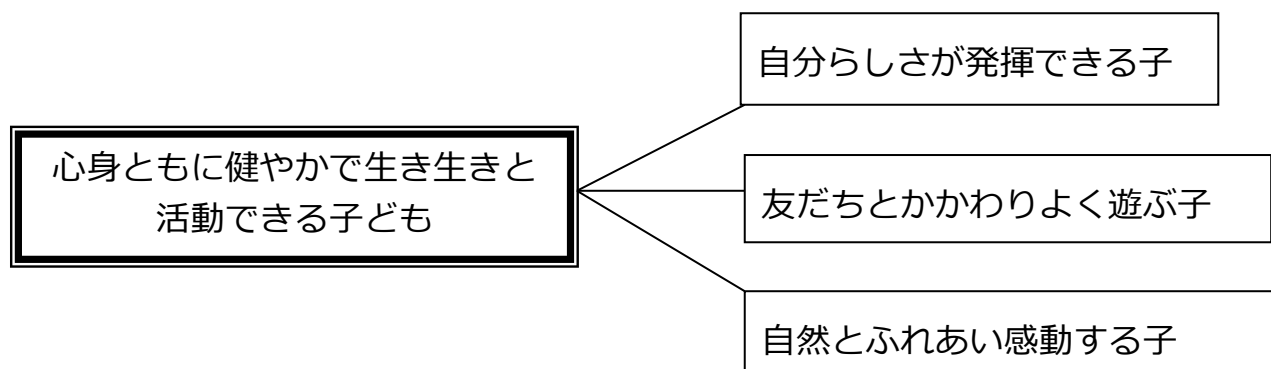 心身ともに健やかで生き生きと
活動できる子ども
自分らしさが発揮できる子
友だちとかかわりよく遊ぶ子
自然とふれあい感動する子